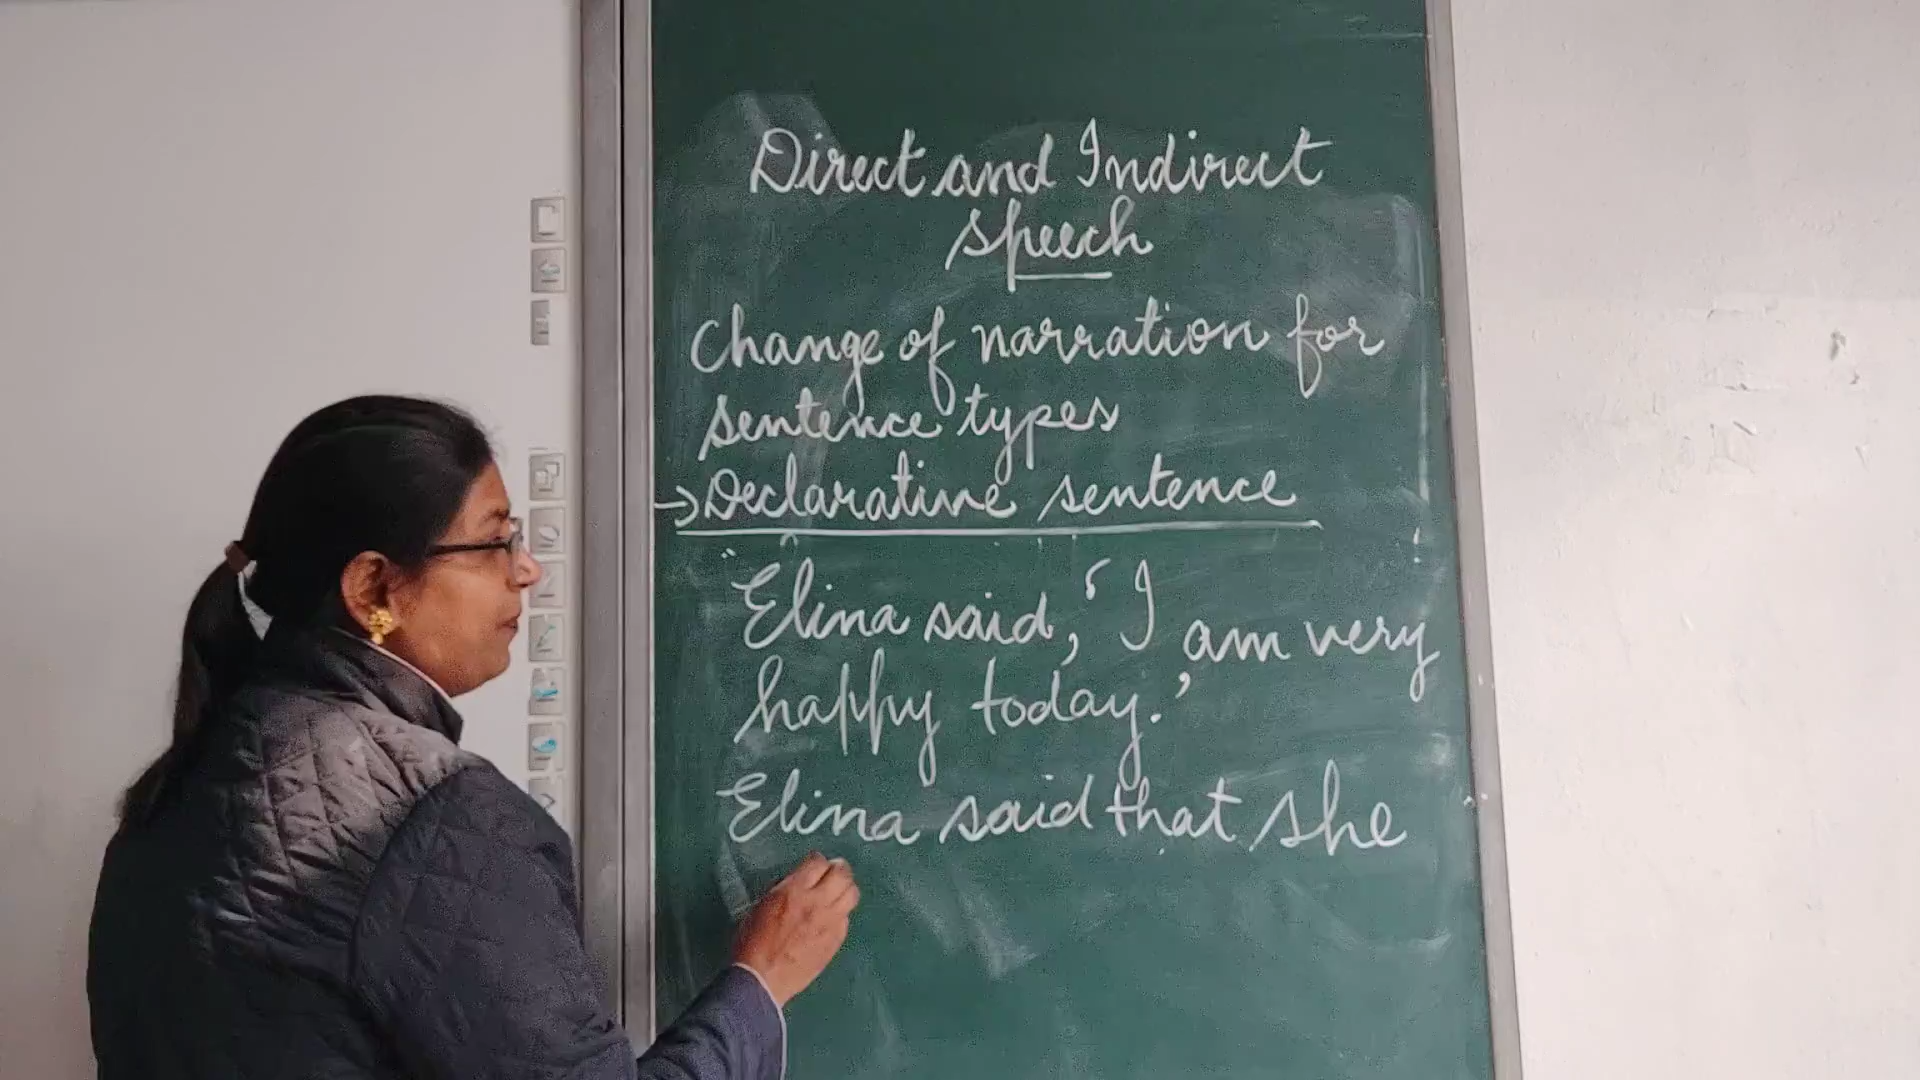 Direct and Indirect
speech
Change of narration for
sentence types
→Declarative sentence
Elina said, ‘I am very
happy today.’
Elina said that she